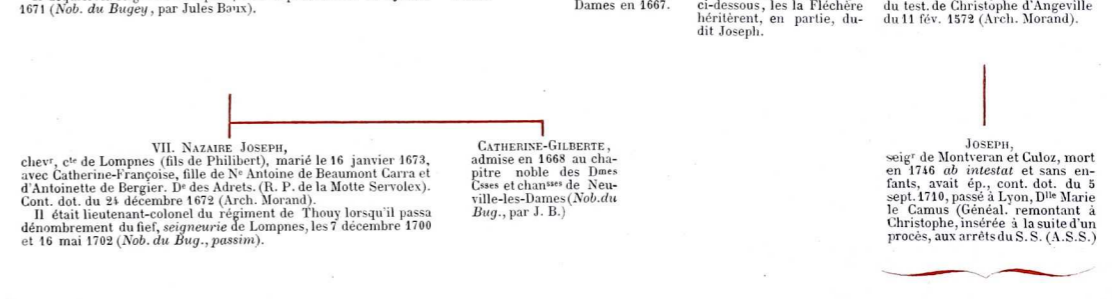 1671 (Nob. du Bugey, par Jules Baux).
Dames en 1667.
ci-dessous, les la Fléchère
héritèrent, en partie, du-
dit Joseph.
du test. de Christophe d'Angeville
du 11 fév. 1572 (Arch. Morand).
VII. NAZAIRE JOSEPH,
chevr, cte de Lompnes (fils de Philibert), marié le 16 janvier 1673,
avec Catherine-Françoise, fille de Ne Antoine de Beaumont Carra et
d'Antoinette de Bergier. De des Adrets. (R. P. de la Motte Servolex).
Cont. dot. du 24 décembre 1672 (Arch. Morand).
Il était lieutenant-colonel du régiment de Thouy lorsqu'il passa
dénombrement du fief, seigneurie de Lompnes, les 7 décembre 1700
et 16 mai 1702 (Nob. du Bug., passim).
CATHERINE-GILBERTE,
admise en 1668 au cha-
pitre noble des Dmes
Csses et chansses de Neu-
ville-les-Dames (Nob. du
Bug., par J. B.)
JOSEPH,
seigr de Montveran et Culoz, mort
en 1746 ab intestat et sans en-
fants, avait ép., cont. dot. du 5
sept. 1710, passé à Lyon, Dlle Marie
le Camus (Généal. remontant à
Christophe, insérée à la suite d'un
procès, aux arrêts du S. S. (A.S.S.)